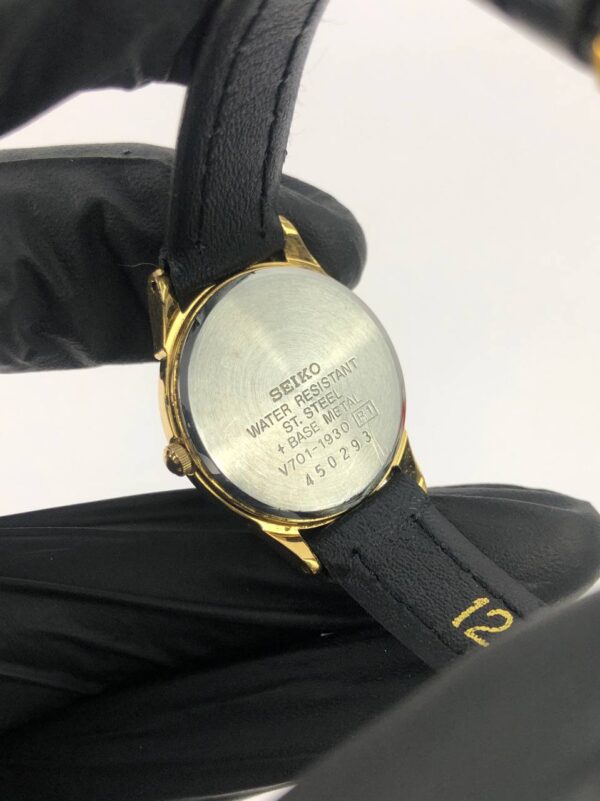 SEIKO
WATER RESISTANT
ST. STEEL
+ BASE METAL
V701-1930 R1
450293
12